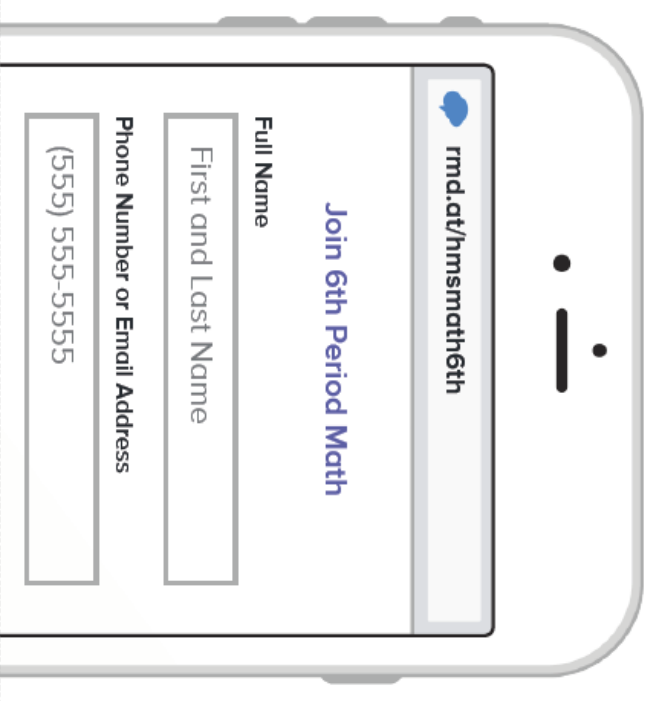 rmd.at/hmsmath6th
Join 6th Period Math
Full Name
First and Last Name
Phone Number or Email Address
(555) 555-5555